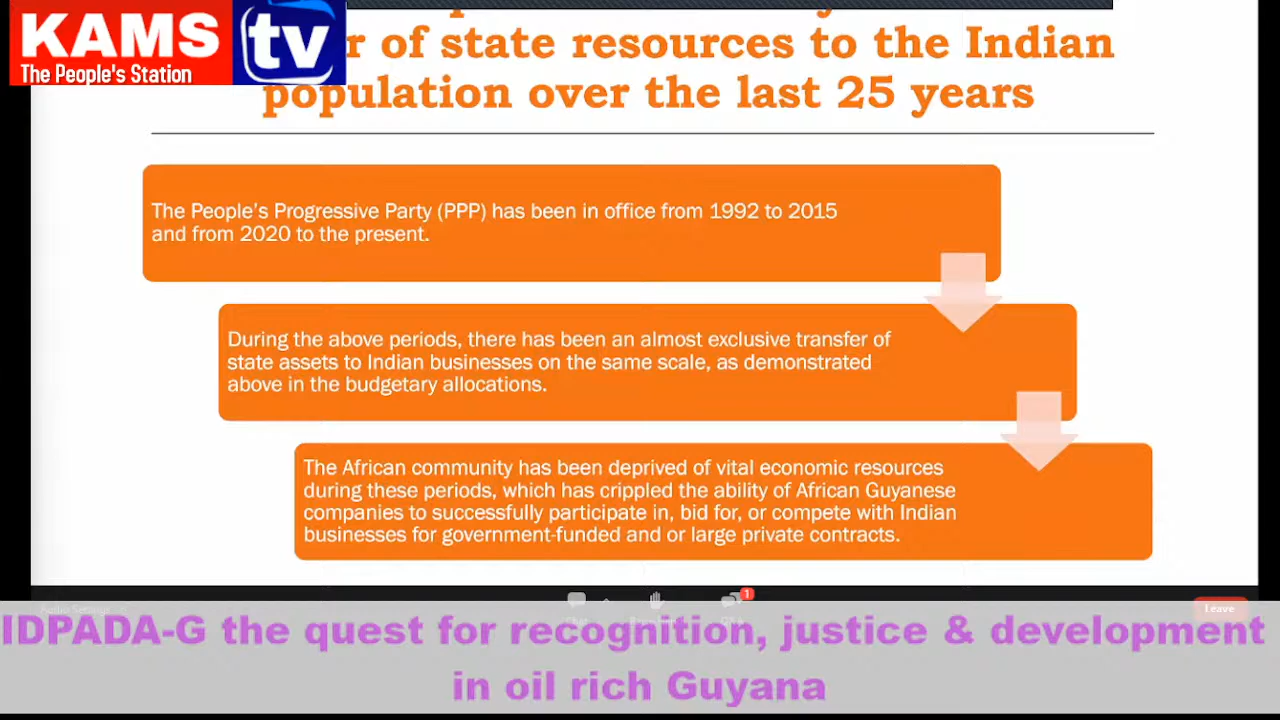 KAMS tv
The People's Station
r of state resources to the Indian
population over the last 25 years
The People's Progressive Party (PPP) has been in office from 1992 to 2015
and from 2020 to the present.
During the above periods, there has been an almost exclusive transfer of
state assets to Indian businesses on the same scale, as demonstrated
above in the budgetary allocations.
The African community has been deprived of vital economic resources
during these periods, which has crippled the ability of African Guyanese
companies to successfully participate in, bid for, or compete with Indian
businesses for government-funded and or large private contracts.
1
Leave
Audio Settings
IDPADA-G the quest for recognition, justice & development
in oil rich Guyana